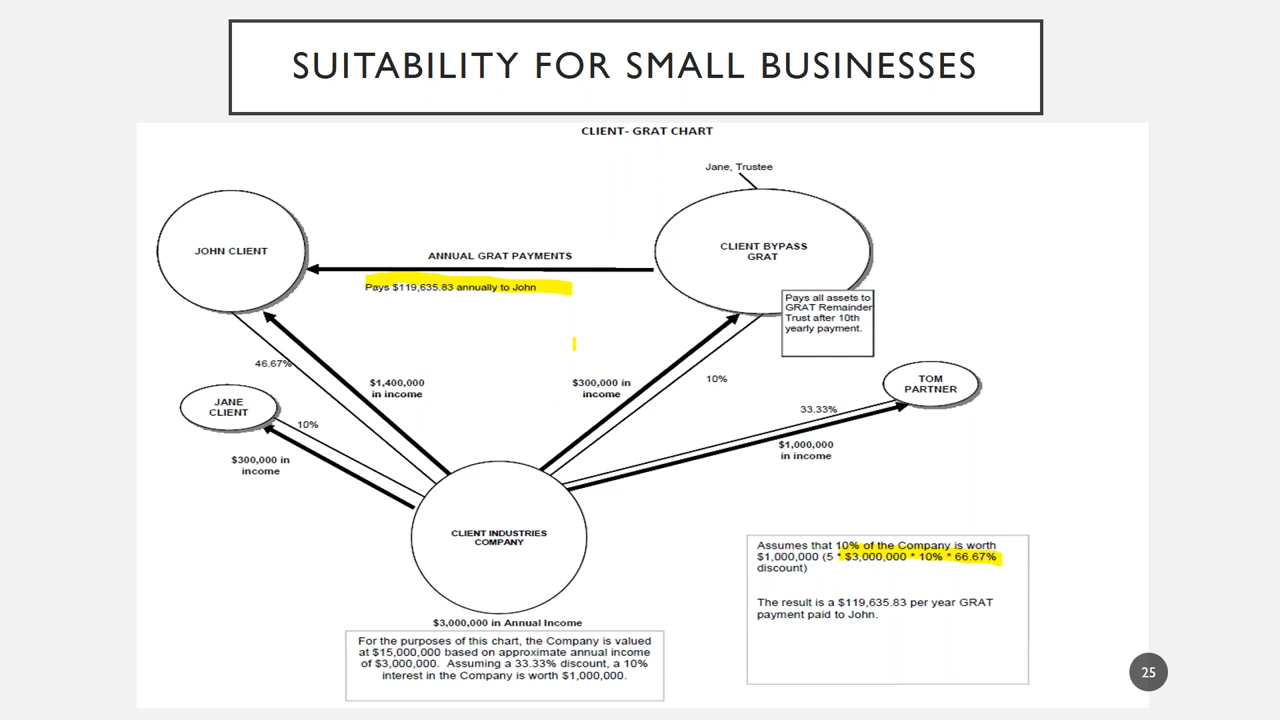 SUITABILITY FOR SMALL BUSINESSES
CLIENT- GRAT CHART
Jane, Trustee
JOHN CLIENT
ANNUAL GRAT PAYMENTS
Pays $119,635.83 annually to John
CLIENT BYPASS
GRAT
Pays all assets to
GRAT Remainder
Trust after 10th
yearly payment.
46.67%
$1,400,000
in income
$300,000 in
income
10%
TOM
PARTNER
JANE
CLIENT
10%
33.33%
$300,000 in
income
$1,000,000
in income
CLIENT INDUSTRIES
COMPANY
$3,000,000 in Annual Income
For the purposes of this chart, the Company is valued
at $15,000,000 based on approximate annual income
of $3,000,000. Assuming a 33.33% discount, a 10%
interest in the Company is worth $1,000,000.
Assumes that 10% of the Company is worth
$1,000,000 (5 * $3,000,000 * 10% * 66.67%
discount)
The result is a $119,635.83 per year GRAT
payment paid to John.
25